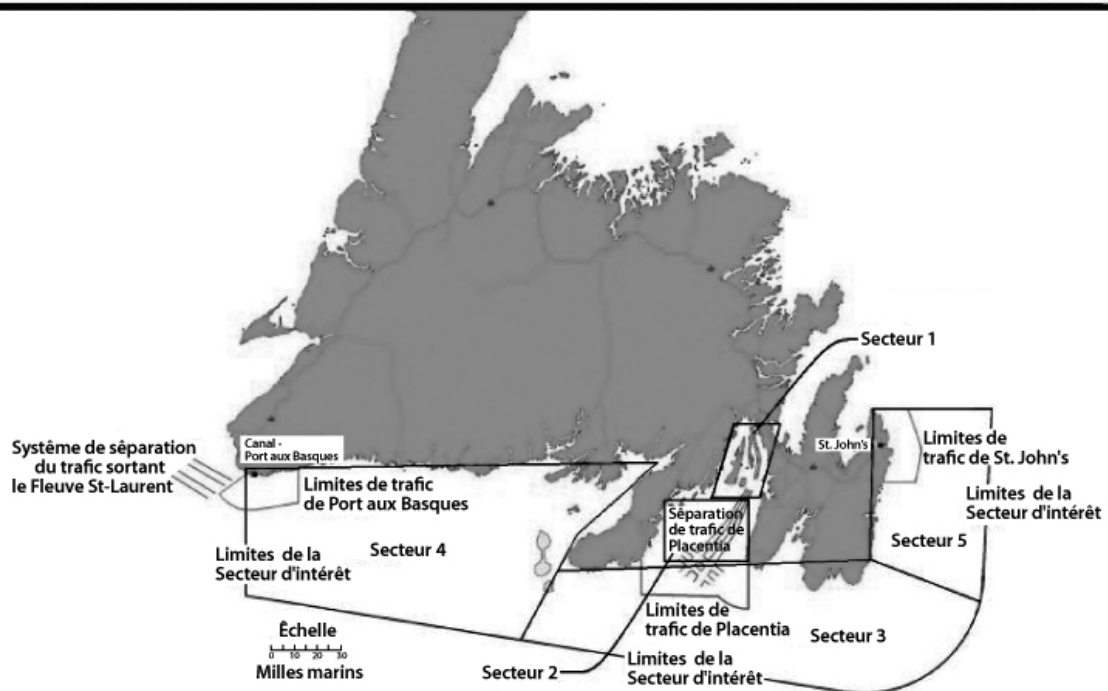 Secteur 1
Système de sêparation
du trafic sortant
le Fleuve St-Laurent
Canal -
Port aux Basques
Limites de trafic
de Port aux Basques
St. John's
Limites de
trafic de St. John's
Limites de la
Secteur d'intérêt
Sêparation
de trafic de
Placentia
Secteur 4
Secteur 5
Limites de la
Secteur d'intérêt
Limites de
trafic de Placentia
Secteur 3
Êchelle
0 10 20 30
Milles marins
Secteur 2
Limites de la
Secteur d'intérêt